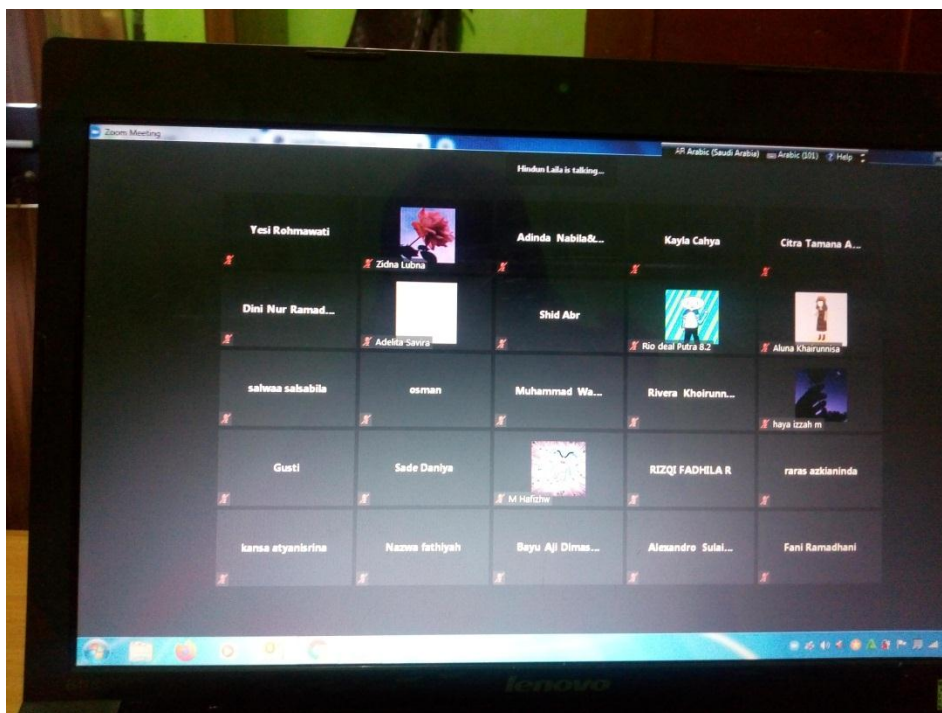 Zoom Meeting
AR Arabic (Saudi Arabia) Arabic (101) ? Help
Hindun Laila is talking...
Yesi Rohmawati
Zidna Lubna
Adinda Nabila&...
Kayla Cahya
Citra Tamana A...
Dini Nur Ramad...
Adelita Savira
Shid Abr
Rio deal Putra 8.2
Aluna Khairunnisa
salwaa salsabila
osman
Muhammad Wa...
Rivera Khoirunn...
haya izzah m
Gusti
Sade Daniya
M Hafizhw
RIZQI FADHILA R
raras azkianinda
kansa atyanisrina
Nazwa fathiyah
Bayu Aji Dimas...
Alexandro Sulai...
Fani Ramadhani
lenovo